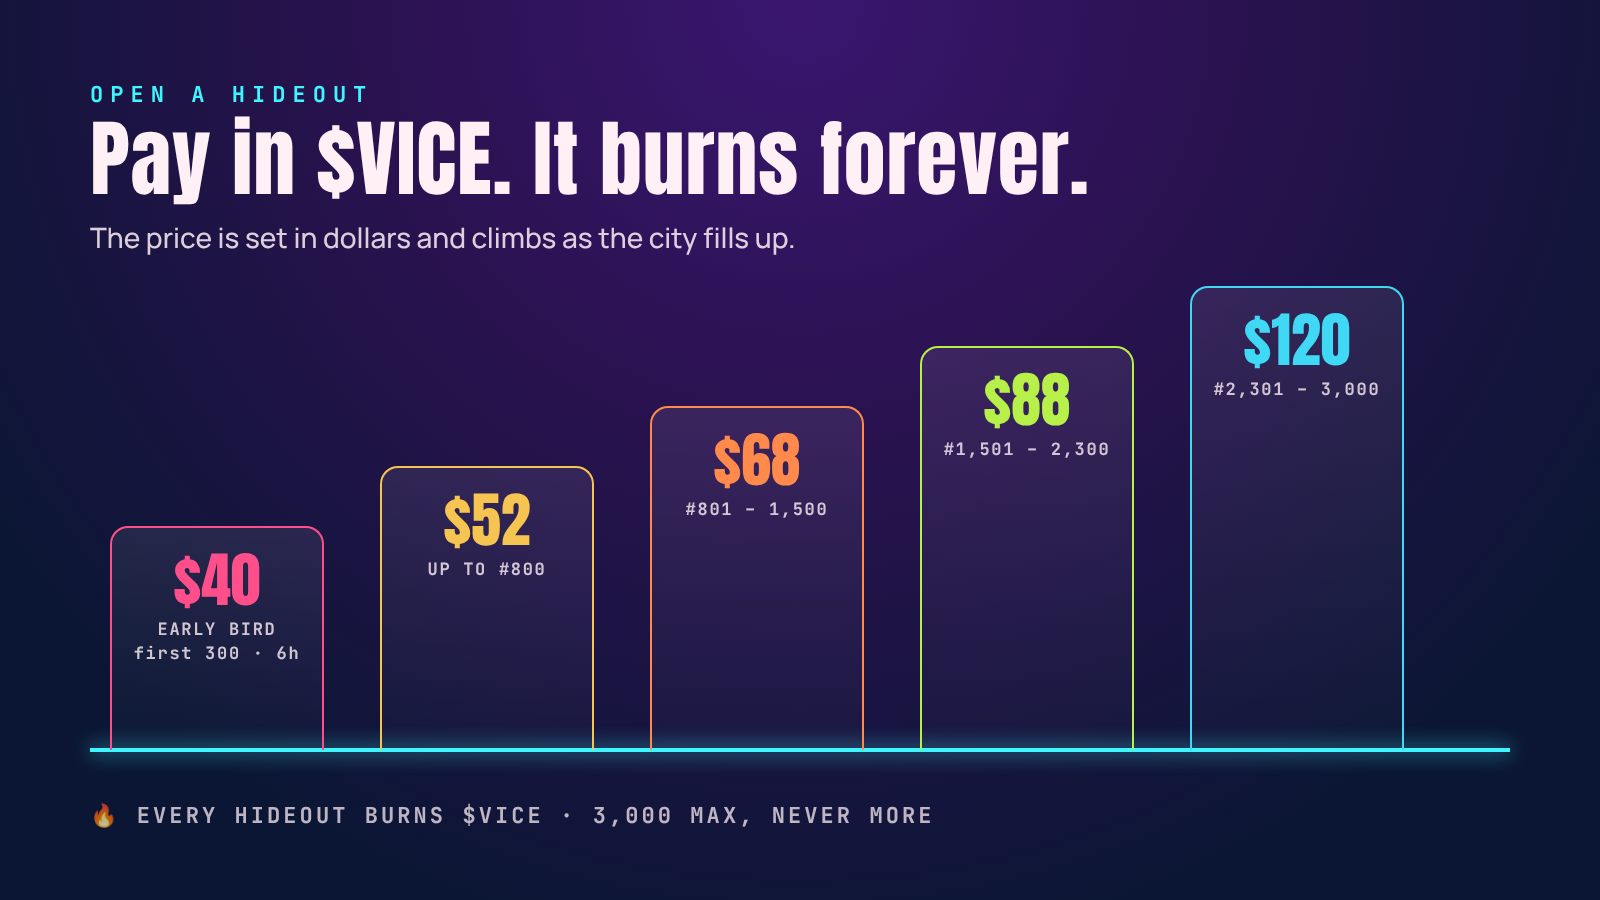 OPEN A HIDEOUT
Pay in $VICE. It burns forever.
The price is set in dollars and climbs as the city fills up.
$40
EARLY BIRD
first 300 · 6h
$52
UP TO #800
$68
#801 – 1,500
$88
#1,501 – 2,300
$120
#2,301 – 3,000
🔥 EVERY HIDEOUT BURNS $VICE · 3,000 MAX, NEVER MORE